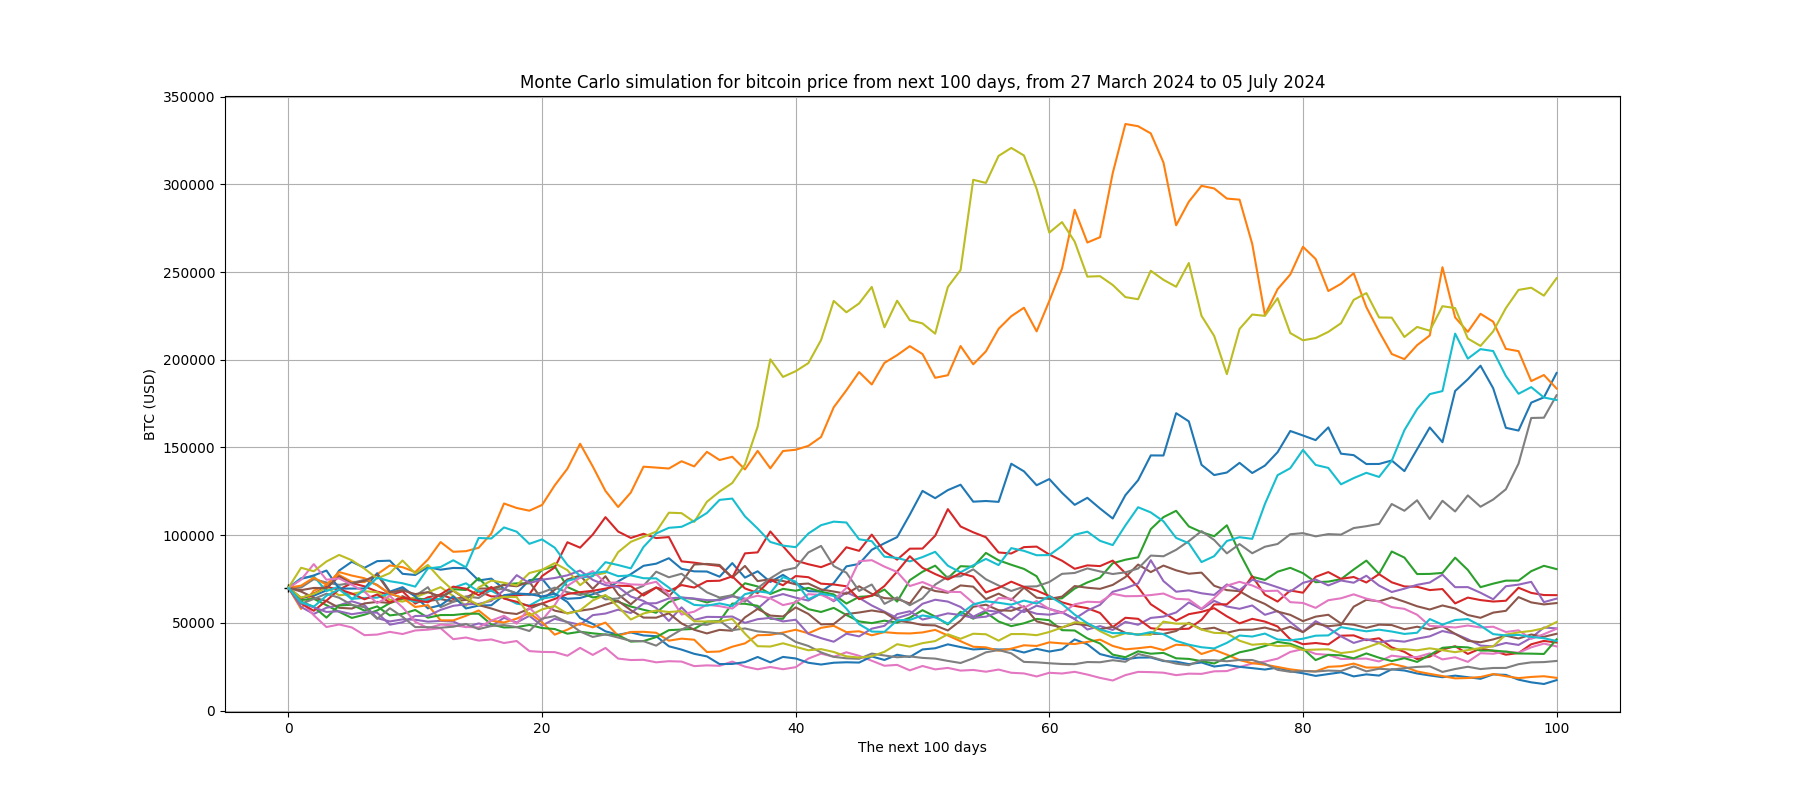 Monte Carlo simulation for bitcoin price from next 100 days, from 27 March 2024 to 05 July 2024
350000
300000
250000
200000
150000
100000
50000
0
BTC (USD)
0 20 40 60 80 100
The next 100 days